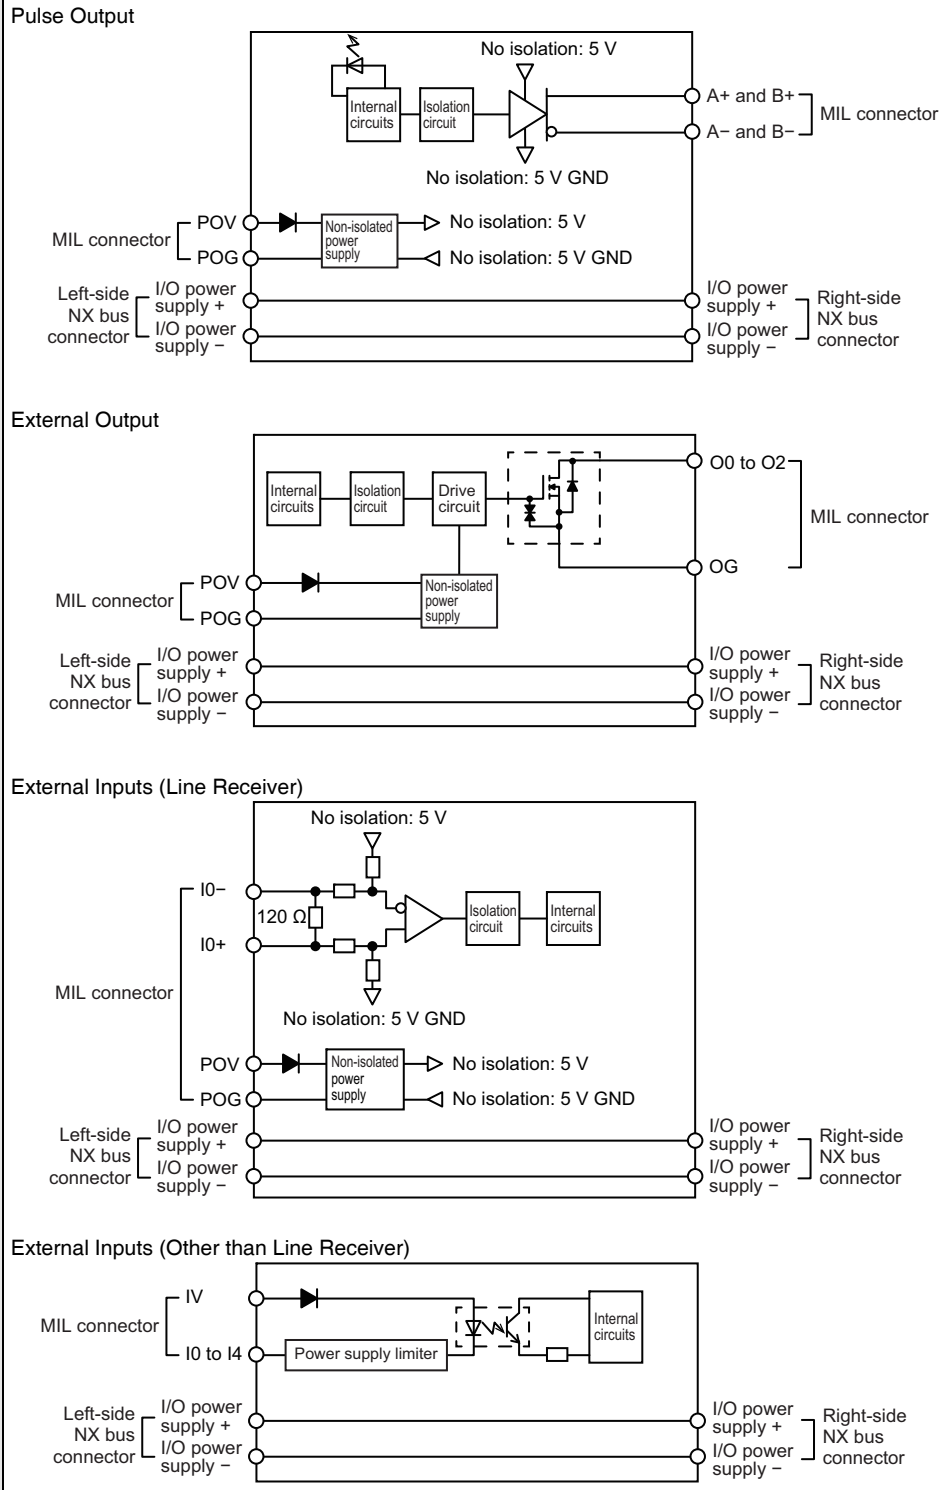 Pulse Output
No isolation: 5 V
Internal circuits
Isolation circuit
A+ and B+
A− and B−
MIL connector
No isolation: 5 V GND
MIL connector
POV
POG
Non-isolated power supply
No isolation: 5 V
No isolation: 5 V GND
Left-side NX bus connector
I/O power supply +
I/O power supply −
I/O power supply +
I/O power supply −
Right-side NX bus connector
External Output
Internal circuits
Isolation circuit
Drive circuit
O0 to O2
OG
MIL connector
MIL connector
POV
POG
Non-isolated power supply
Left-side NX bus connector
I/O power supply +
I/O power supply −
I/O power supply +
I/O power supply −
Right-side NX bus connector
External Inputs (Line Receiver)
No isolation: 5 V
I0−
120 Ω
I0+
Isolation circuit
Internal circuits
MIL connector
No isolation: 5 V GND
POV
POG
Non-isolated power supply
No isolation: 5 V
No isolation: 5 V GND
Left-side NX bus connector
I/O power supply +
I/O power supply −
I/O power supply +
I/O power supply −
Right-side NX bus connector
External Inputs (Other than Line Receiver)
MIL connector
IV
I0 to I4
Power supply limiter
Internal circuits
Left-side NX bus connector
I/O power supply +
I/O power supply −
I/O power supply +
I/O power supply −
Right-side NX bus connector